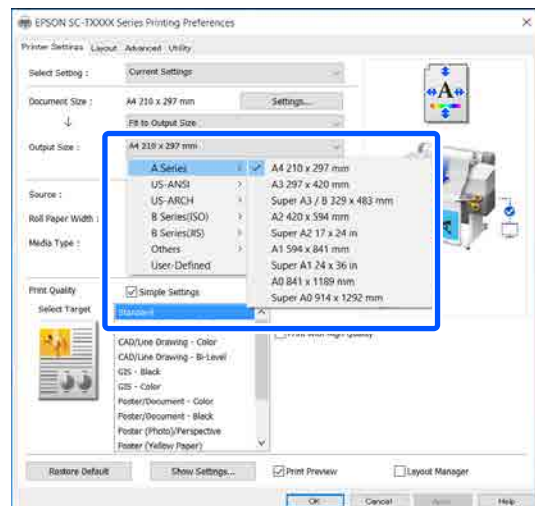 EPSON SC-TXXXX Series Printing Preferences
Printer Settings Layout Advanced Utility
Select Setting : Current Settings
Document Size : A4 210 x 297 mm Settings...
Fit to Output Size
Output Size : A4 210 x 297 mm
A Series A4 210 x 297 mm
US-ANSI A3 297 x 420 mm
US-ARCH Super A3 / B 329 x 483 mm
Source : B Series(ISO) A2 420 x 594 mm
Roll Paper Width : B Series(JIS) Super A2 17 x 24 in
Media Type : Others A1 594 x 841 mm
User-Defined Super A1 24 x 36 in
A0 841 x 1189 mm
Print Quality Simple Settings Super A0 914 x 1292 mm
Select Target Standard
Print with High Quality
CAD/Line Drawing - Color
CAD/Line Drawing - Bi-Level
GIS - Black
GIS - Color
Poster/Document - Color
Poster/Document - Black
Poster (Photo)/Perspective
Poster (Yellow Paper)
Restore Default Show Settings... Print Preview Layout Manager
OK Cancel Apply Help